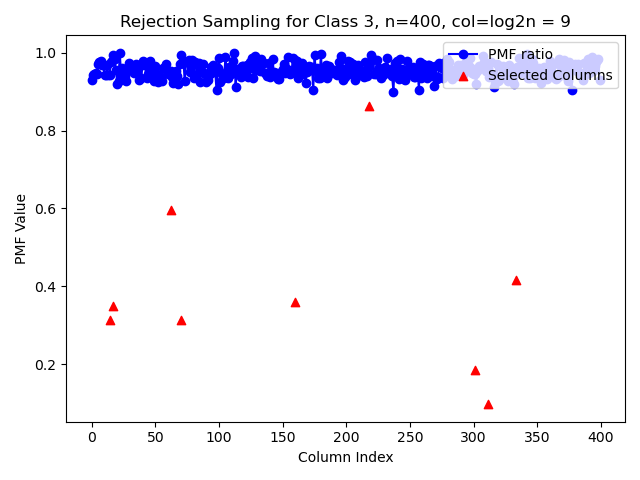 Rejection Sampling for Class 3, n=400, col=log2n = 9
PMF ratio
Selected Columns
PMF Value
1.0
0.8
0.6
0.4
0.2
0 50 100 150 200 250 300 350 400
Column Index